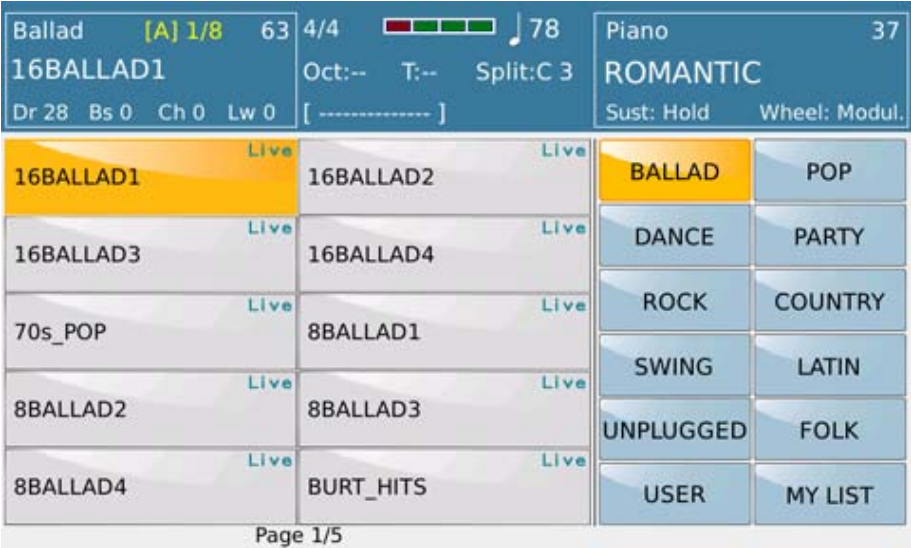 Ballad [A] 1/8 63
16BALLAD1
Dr 28 Bs 0 Ch 0 Lw 0
4/4 78
Oct:-- T:-- Split:C 3
[ -------------- ]
Piano 37
ROMANTIC
Sust: Hold Wheel: Modul.
16BALLAD1 Live
16BALLAD2 Live
16BALLAD3 Live
16BALLAD4 Live
70s_POP Live
8BALLAD1 Live
8BALLAD2 Live
8BALLAD3 Live
8BALLAD4 Live
BURT_HITS Live
BALLAD POP
DANCE PARTY
ROCK COUNTRY
SWING LATIN
UNPLUGGED FOLK
USER MY LIST
Page 1/5